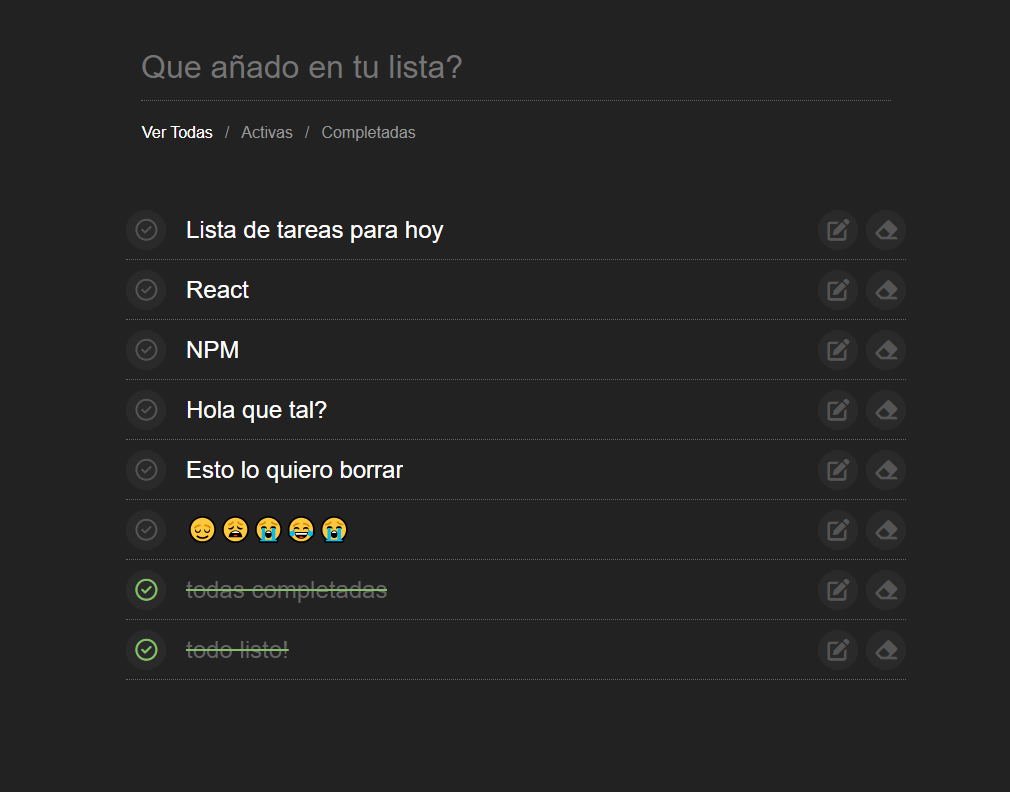 Que añado en tu lista?
Ver Todas / Activas / Completadas
Lista de tareas para hoy
React
NPM
Hola que tal?
Esto lo quiero borrar
😌😩😭😂😭
todas completadas
todo listo!